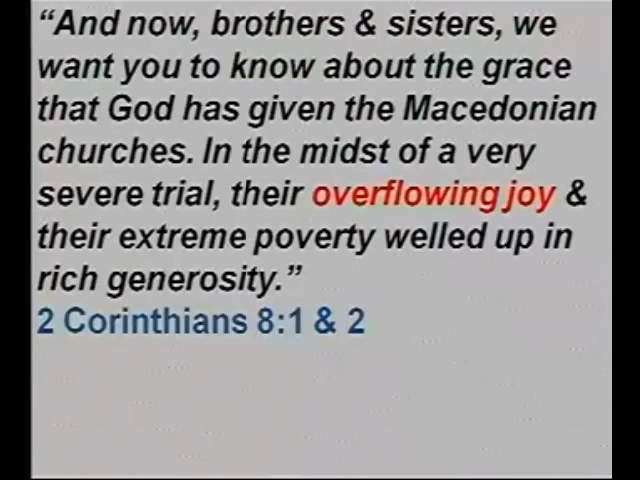 “And now, brothers & sisters, we
want you to know about the grace
that God has given the Macedonian
churches. In the midst of a very
severe trial, their overflowing joy &
their extreme poverty welled up in
rich generosity.”
2 Corinthians 8:1 & 2